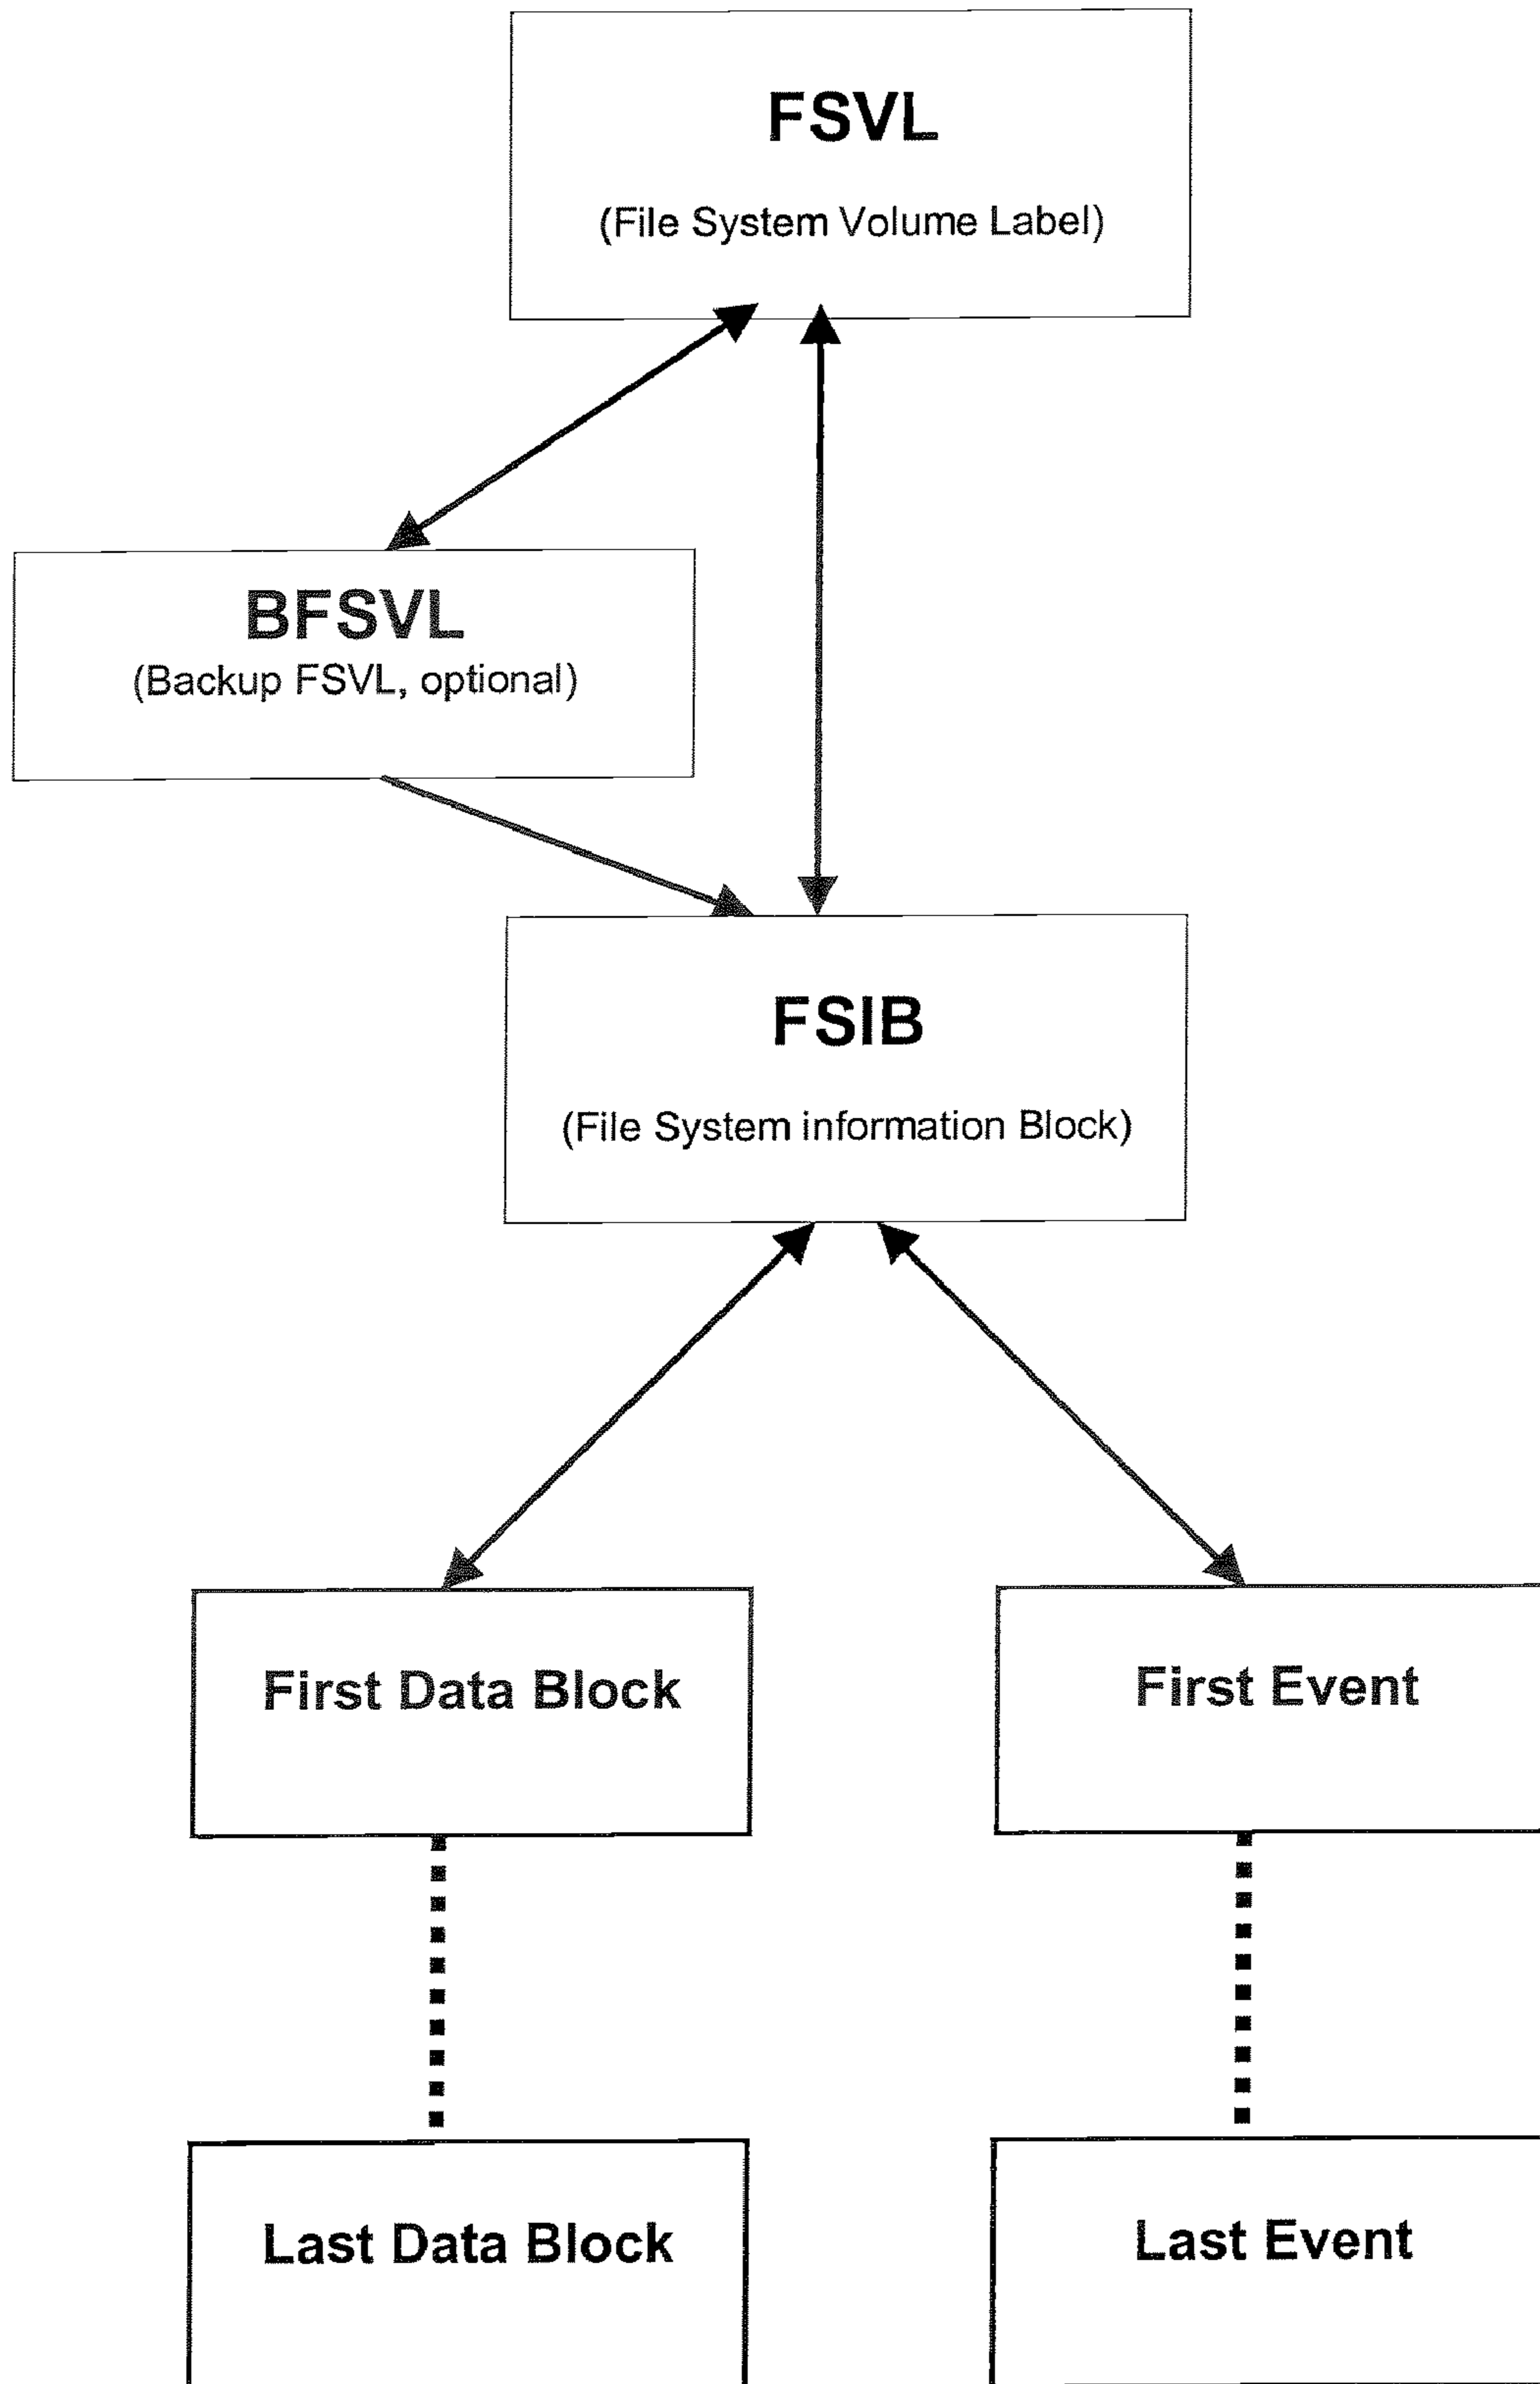 FSVL
(File System Volume Label)
BFSVL
(Backup FSVL, optional)
FSIB
(File System information Block)
First Data Block
First Event
Last Data Block
Last Event